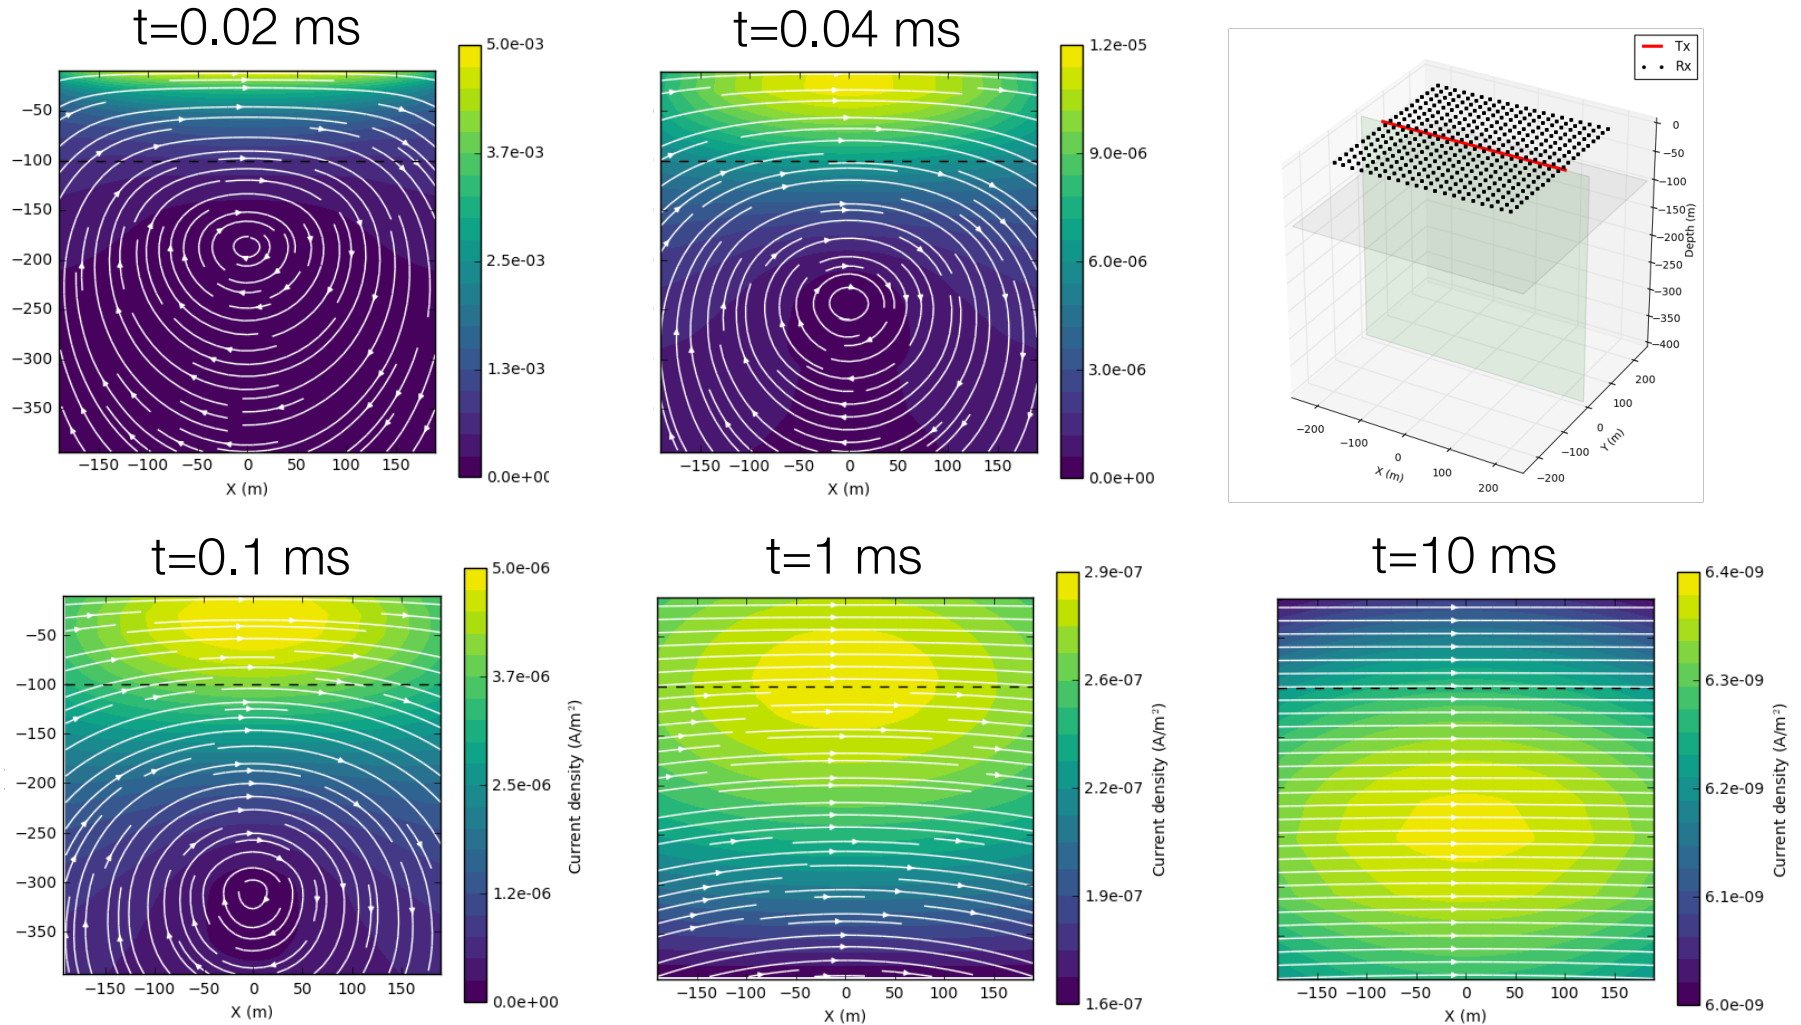 t=0.02 ms
5.0e-03
3.7e-03
2.5e-03
1.3e-03
0.0e+00
−50
−100
−150
−200
−250
−300
−350
−150 −100 −50 0 50 100 150
X (m)
t=0.04 ms
1.2e-05
9.0e-06
6.0e-06
3.0e-06
0.0e+00
−150 −100 −50 0 50 100 150
X (m)
Tx
Rx
0
−50
−100
−150
−200
−250
−300
−350
−400
Depth (m)
−200 −100 0 100 200
X (m)
−200 −100 0 100 200
Y (m)
t=0.1 ms
5.0e-06
3.7e-06
2.5e-06
1.2e-06
0.0e+00
Current density (A/m²)
−50
−100
−150
−200
−250
−300
−350
−150 −100 −50 0 50 100 150
X (m)
t=1 ms
2.9e-07
2.6e-07
2.2e-07
1.9e-07
1.6e-07
Current density (A/m²)
−150 −100 −50 0 50 100 150
X (m)
t=10 ms
6.4e-09
6.3e-09
6.2e-09
6.1e-09
6.0e-09
Current density (A/m²)
−150 −100 −50 0 50 100 150
X (m)